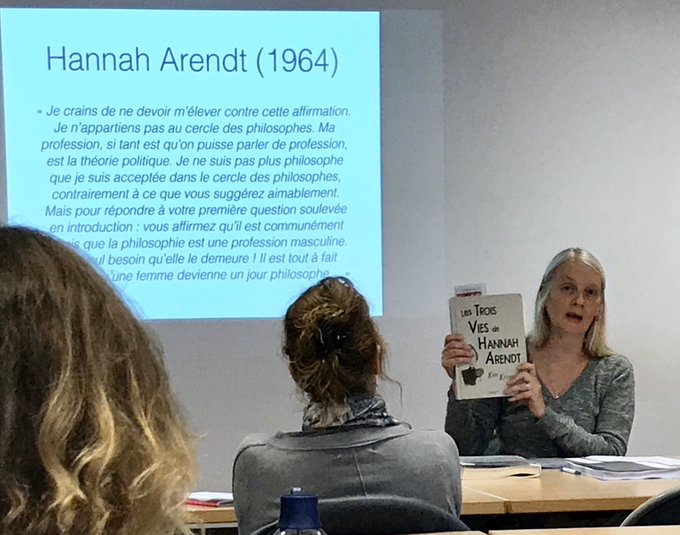 Hannah Arendt (1964)
« Je crains de ne devoir m'élever contre cette affirmation.
Je n'appartiens pas au cercle des philosophes. Ma
profession, si tant est qu'on puisse parler de profession,
est la théorie politique. Je ne suis pas plus philosophe
que je suis acceptée dans le cercle des philosophes,
contrairement à ce que vous suggérez aimablement.
Mais pour répondre à votre première question soulevée
en introduction : vous affirmez qu'il est communément
que la philosophie est une profession masculine.
besoin qu'elle le demeure ! Il est tout à fait
qu'une femme devienne un jour philosophe
LES TROIS
VIES de
HANNAH
ARENDT